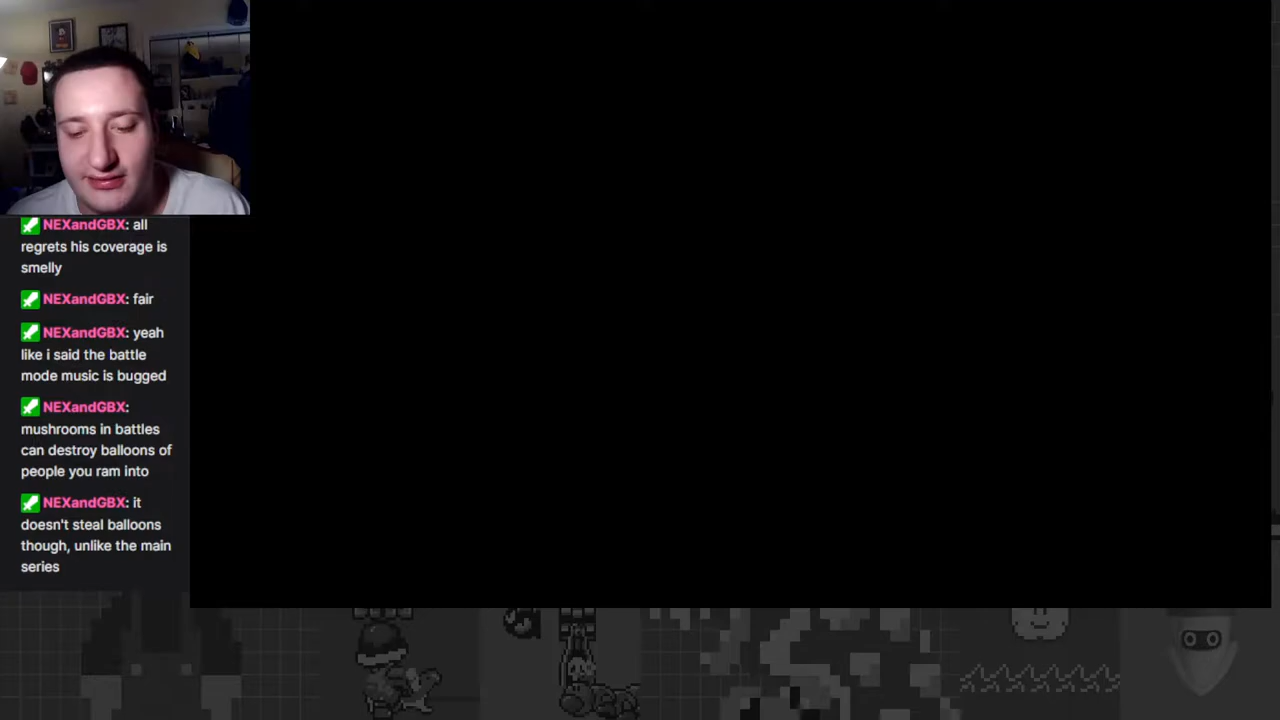 NEXandGBX: all
regrets his coverage is
smelly
NEXandGBX: fair
NEXandGBX: yeah
like i said the battle
mode music is bugged
NEXandGBX:
mushrooms in battles
can destroy balloons of
people you ram into
NEXandGBX: it
doesn't steal balloons
though, unlike the main
series